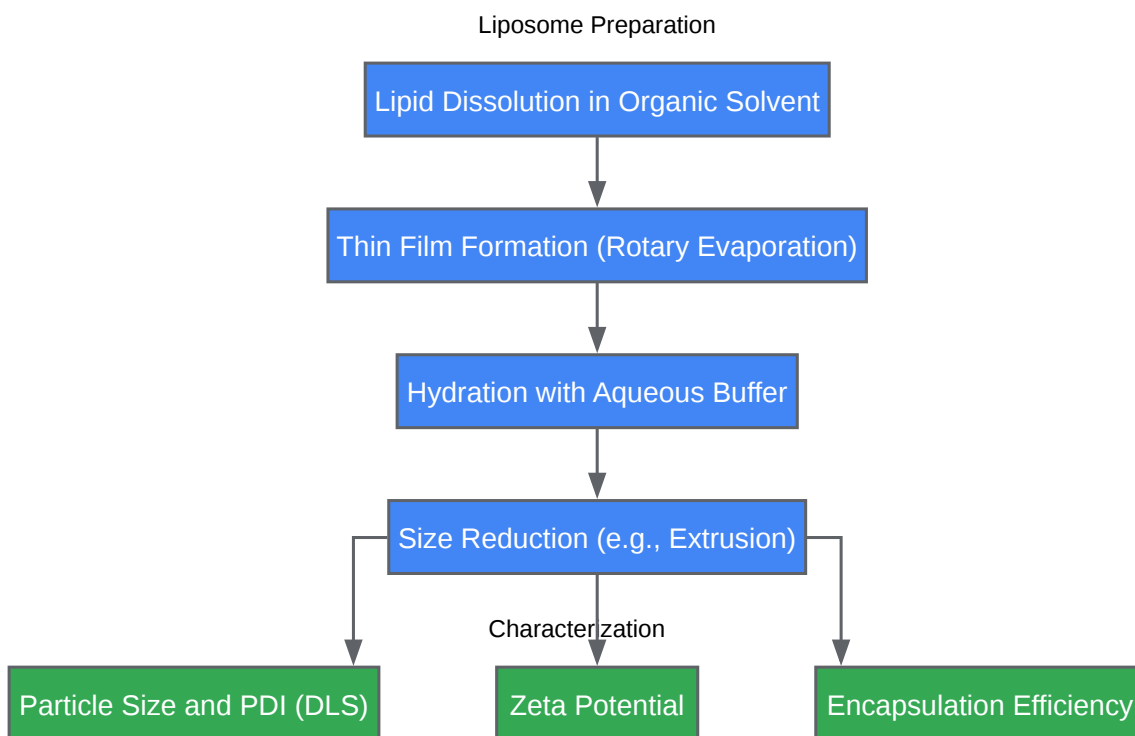 Liposome Preparation
Lipid Dissolution in Organic Solvent
Thin Film Formation (Rotary Evaporation)
Hydration with Aqueous Buffer
Size Reduction (e.g., Extrusion)
Characterization
Particle Size and PDI (DLS)
Zeta Potential
Encapsulation Efficiency